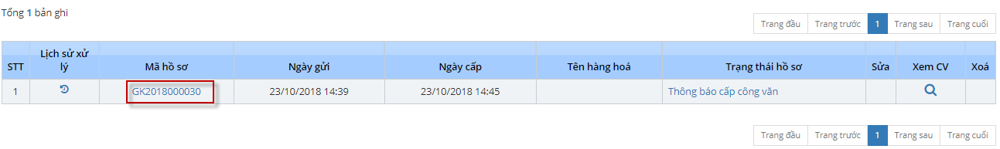 Tổng 1 bản ghi
Trang đầu Trang trước 1 Trang sau Trang cuối
STT Lịch sử xử lý Mã hồ sơ Ngày gửi Ngày cấp Tên hàng hoá Trạng thái hồ sơ Sửa Xem CV Xoá
1 GK2018000030 23/10/2018 14:39 23/10/2018 14:45 Thông báo cấp công văn
Trang đầu Trang trước 1 Trang sau Trang cuối